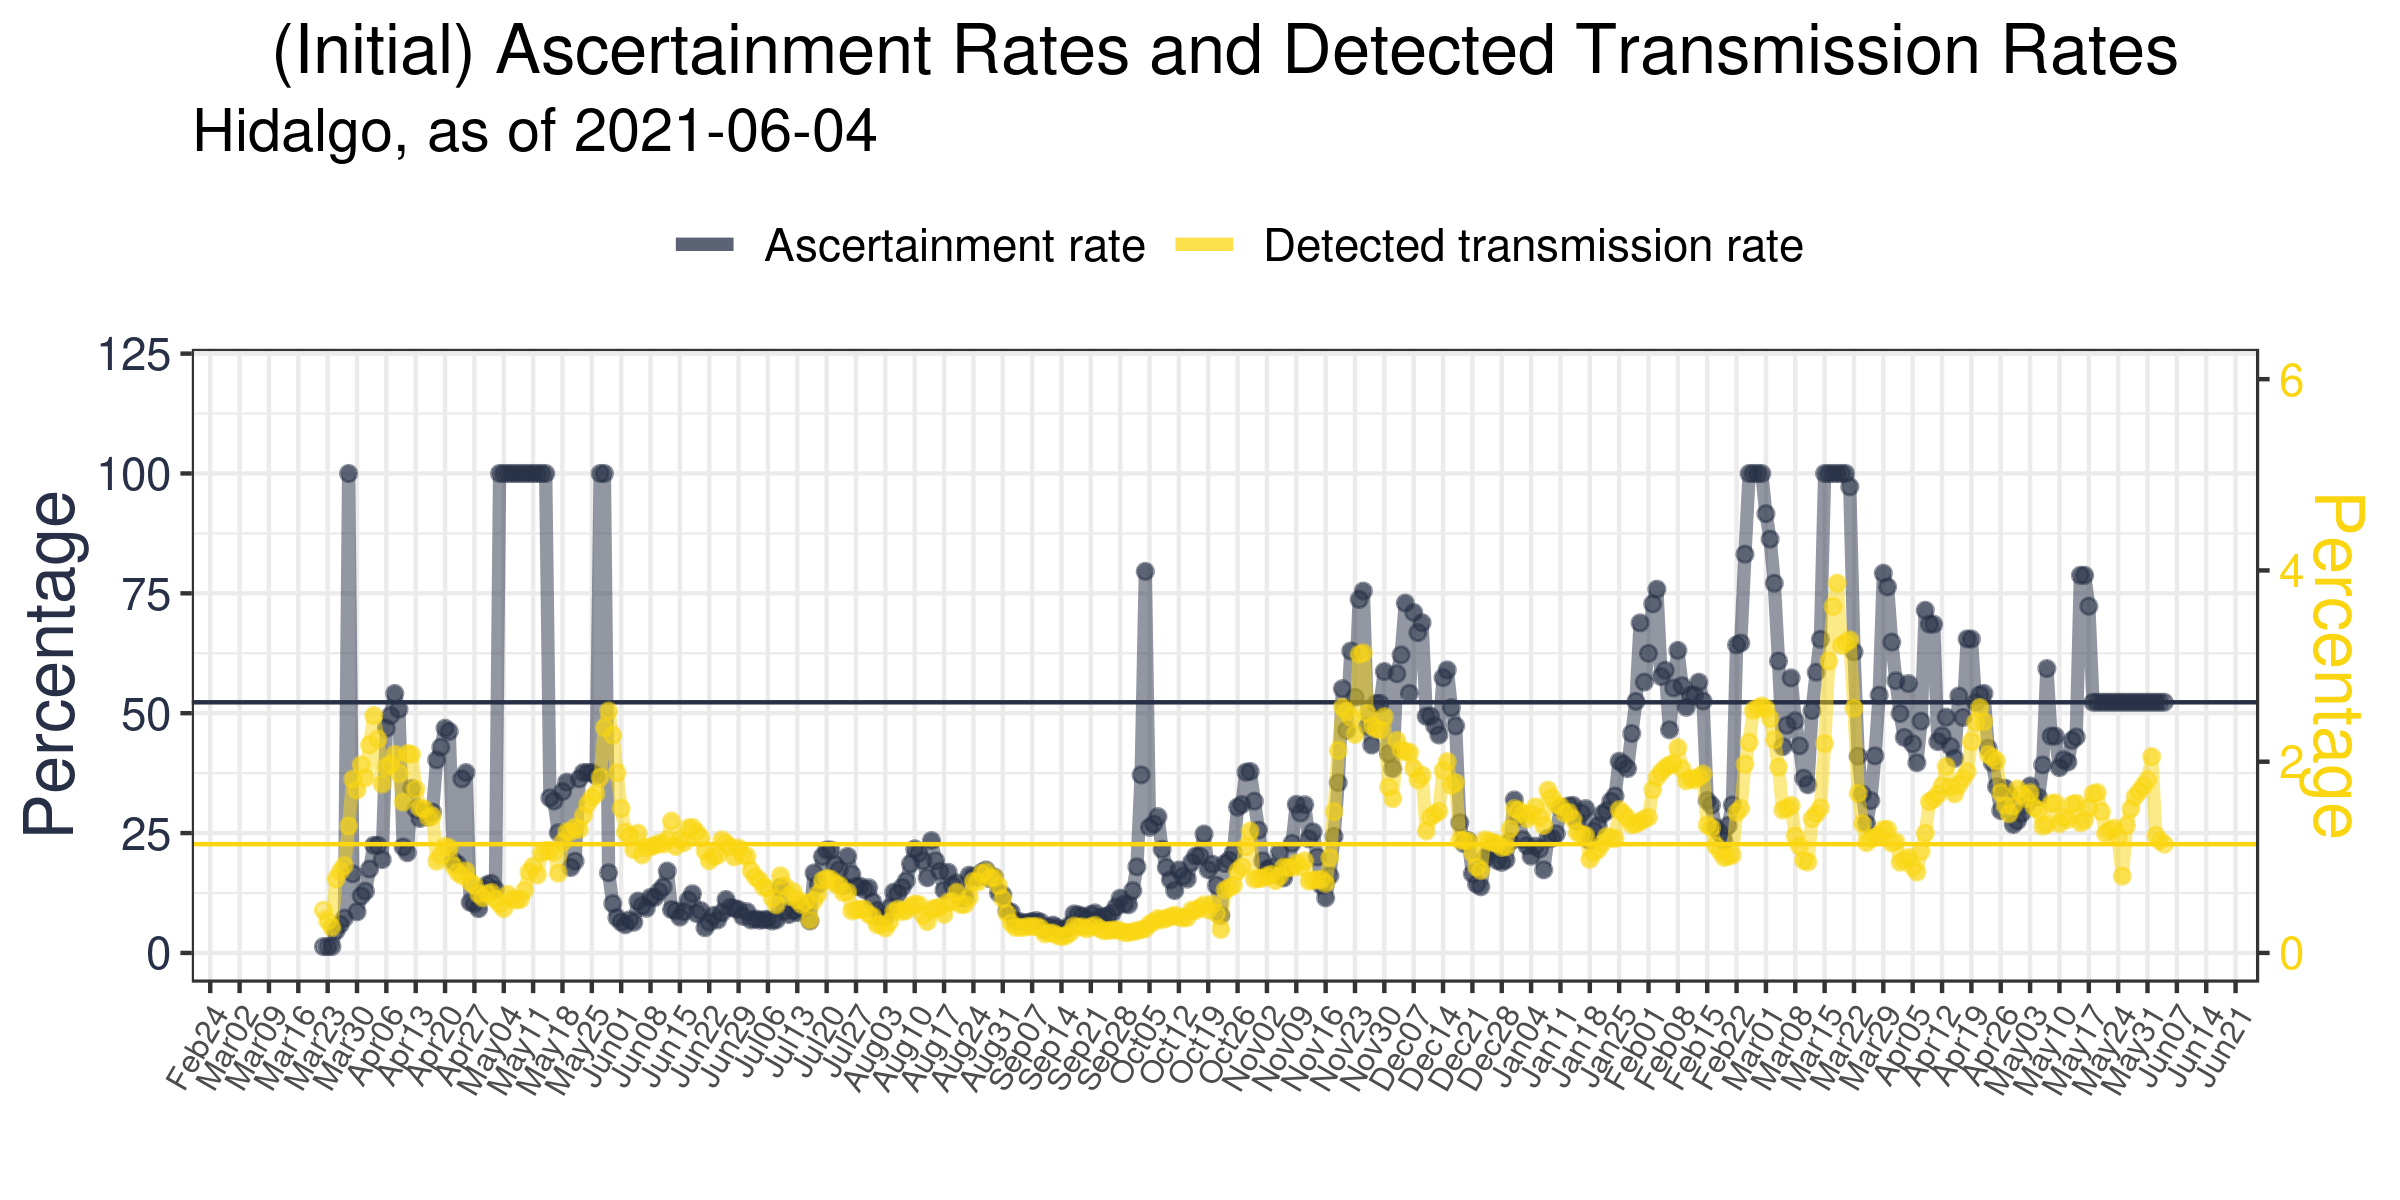 (Initial) Ascertainment Rates and Detected Transmission Rates
Hidalgo, as of 2021-06-04
Ascertainment rate Detected transmission rate
Percentage
125
100
75
50
25
0
6
4
2
0
Percentage
Feb24 Mar02 Mar09 Mar16 Mar23 Mar30 Apr06 Apr13 Apr20 Apr27 May04 May11 May18 May25 Jun01 Jun08 Jun15 Jun22 Jun29 Jul06 Jul13 Jul20 Jul27 Aug03 Aug10 Aug17 Aug24 Aug31 Sep07 Sep14 Sep21 Sep28 Oct05 Oct12 Oct19 Oct26 Nov02 Nov09 Nov16 Nov23 Nov30 Dec07 Dec14 Dec21 Dec28 Jan04 Jan11 Jan18 Jan25 Feb01 Feb08 Feb15 Feb22 Mar01 Mar08 Mar15 Mar22 Mar29 Apr05 Apr12 Apr19 Apr26 May03 May10 May17 May24 May31 Jun07 Jun14 Jun21